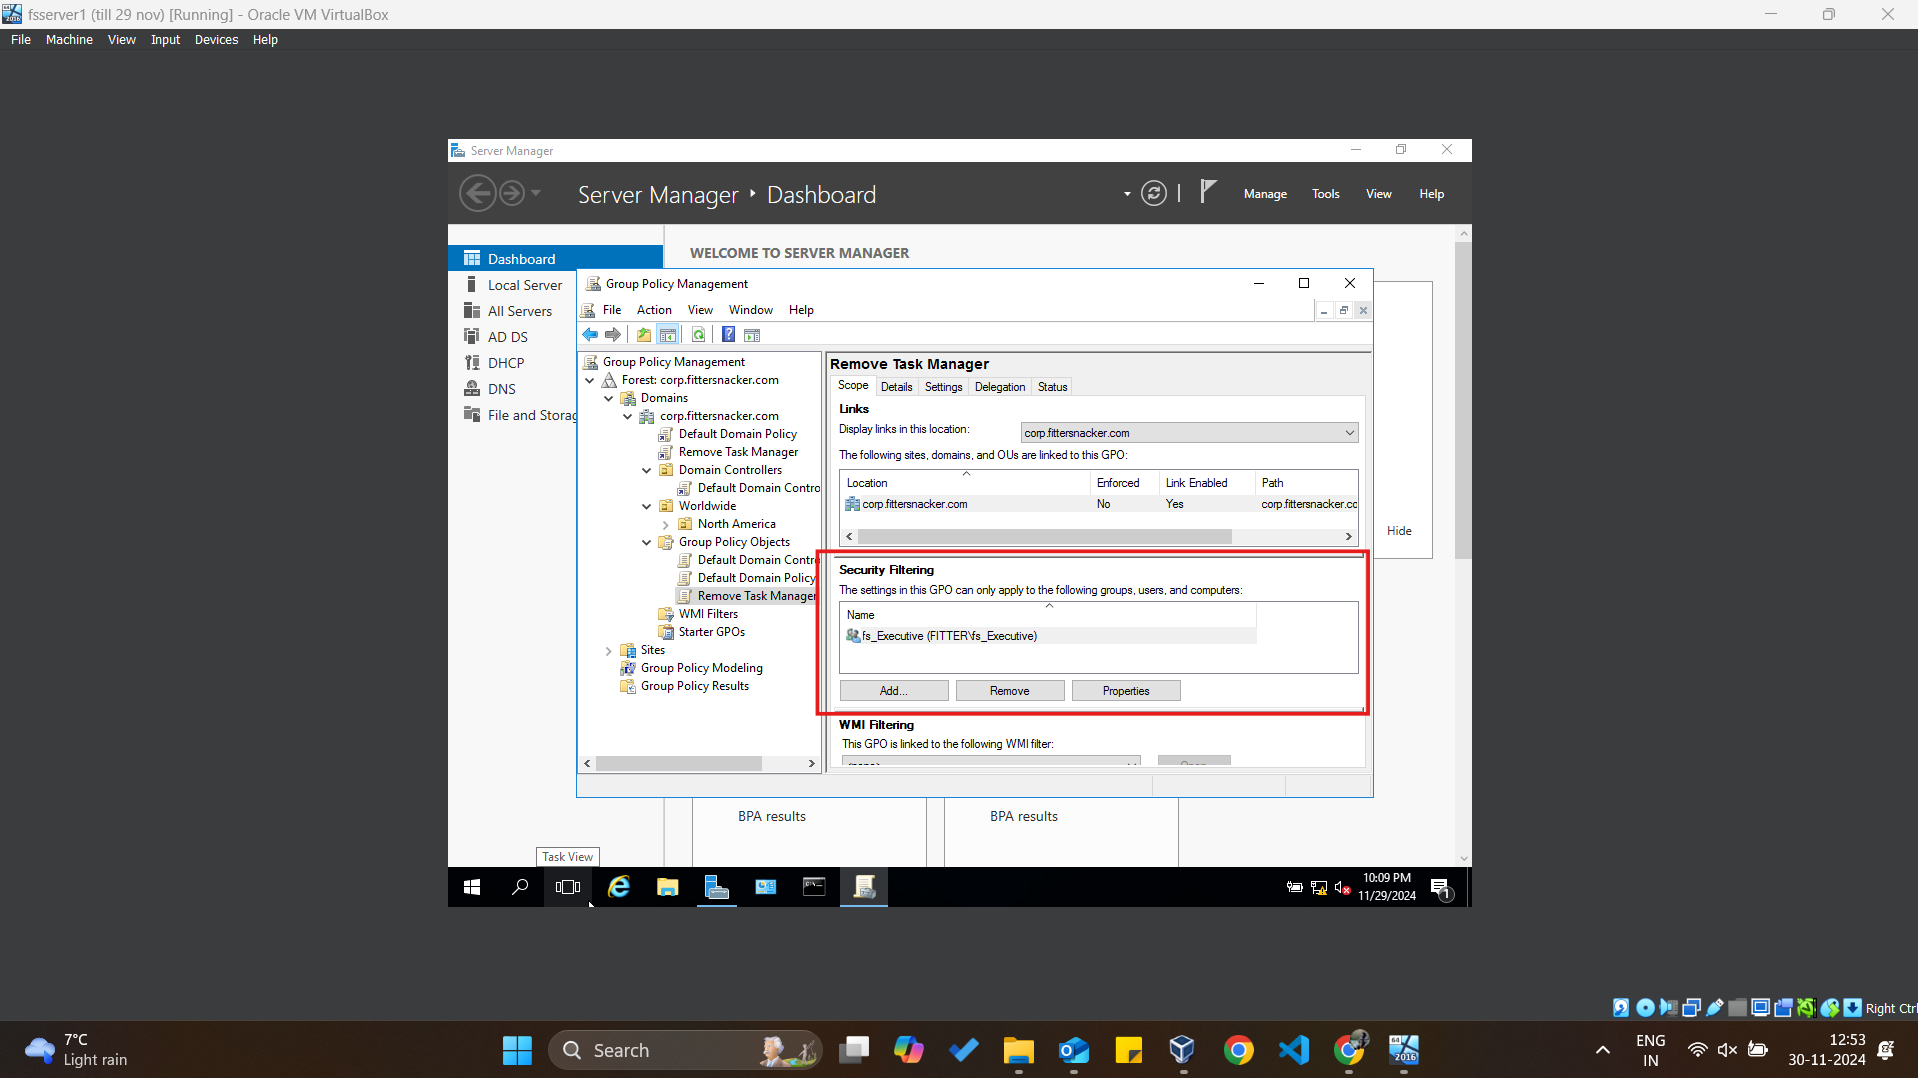 fsserver1 (till 29 nov) [Running] - Oracle VM VirtualBox
File Machine View Input Devices Help
Server Manager
Server Manager ‣ Dashboard
Manage Tools View Help
Dashboard
Local Server
All Servers
AD DS
DHCP
DNS
File and Storag
WELCOME TO SERVER MANAGER
Hide
Group Policy Management
File Action View Window Help
Group Policy Management
Forest: corp.fittersnacker.com
Domains
corp.fittersnacker.com
Default Domain Policy
Remove Task Manager
Domain Controllers
Default Domain Contro
Worldwide
North America
Group Policy Objects
Default Domain Contro
Default Domain Policy
Remove Task Manager
WMI Filters
Starter GPOs
Sites
Group Policy Modeling
Group Policy Results
Remove Task Manager
Scope Details Settings Delegation Status
Links
Display links in this location: corp.fittersnacker.com
The following sites, domains, and OUs are linked to this GPO:
Location Enforced Link Enabled Path
corp.fittersnacker.com No Yes corp.fittersnacker.cc
Security Filtering
The settings in this GPO can only apply to the following groups, users, and computers:
Name
fs_Executive (FITTER\fs_Executive)
Add... Remove Properties
WMI Filtering
This GPO is linked to the following WMI filter:
BPA results BPA results
Task View
10:09 PM
11/29/2024
1
Right Ctrl
7°C
Light rain
Search
64
2016
ENG
IN
12:53
30-11-2024